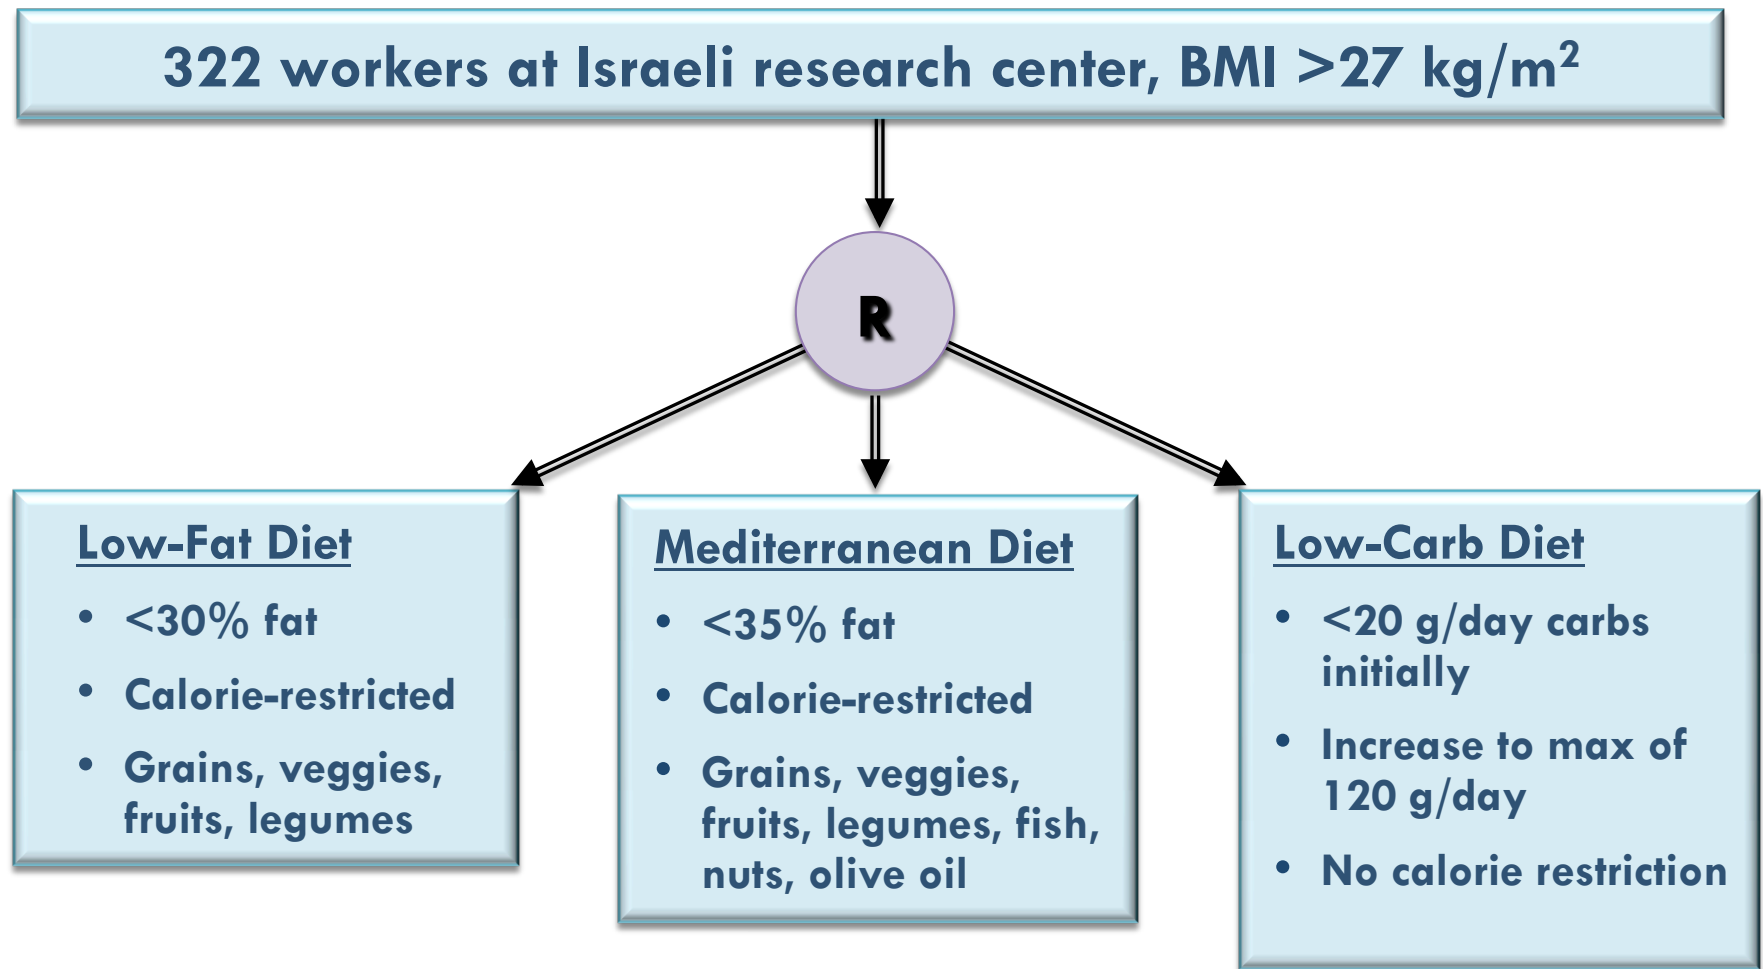 322 workers at Israeli research center, BMI >27 kg/m²
R
Low-Fat Diet
• <30% fat
• Calorie-restricted
• Grains, veggies,
fruits, legumes
Mediterranean Diet
• <35% fat
• Calorie-restricted
• Grains, veggies,
fruits, legumes, fish,
nuts, olive oil
Low-Carb Diet
• <20 g/day carbs
initially
• Increase to max of
120 g/day
• No calorie restriction